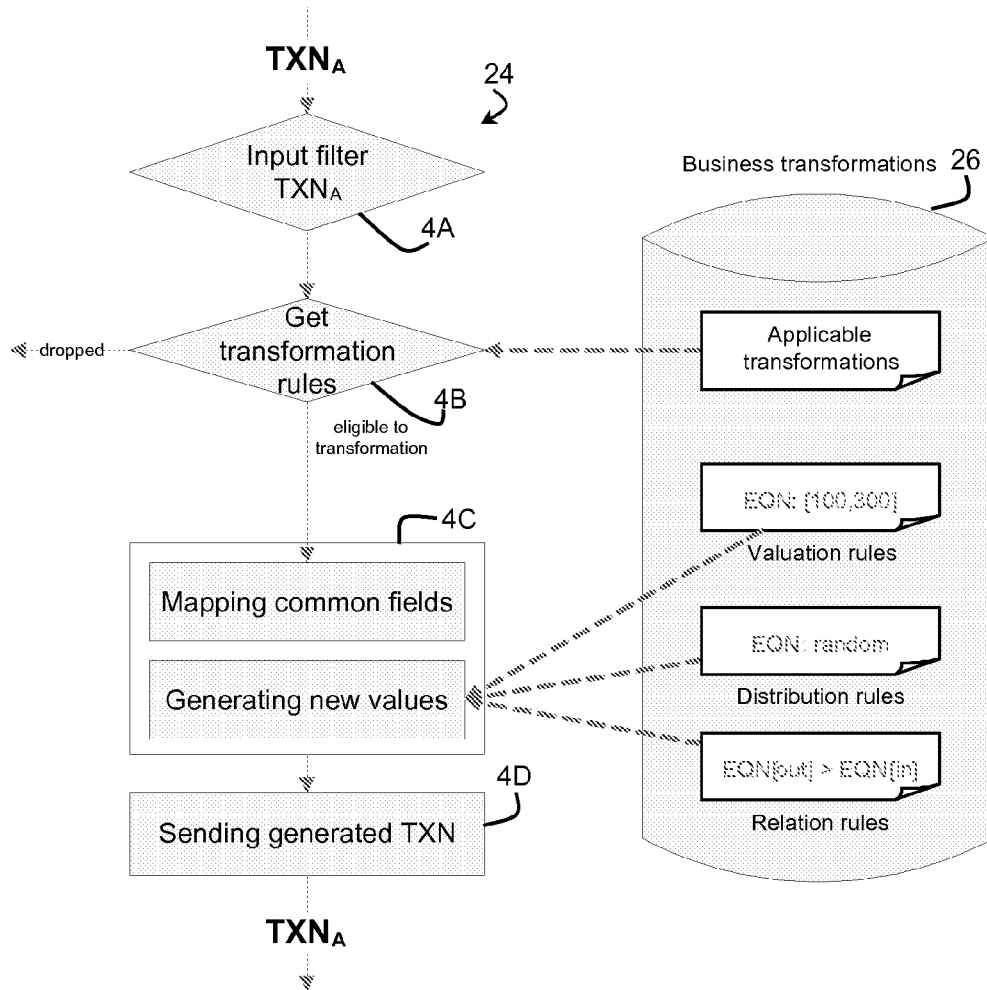 TXNA
24
Input filter
TXNA
4A
Business transformations 26
Get
transformation
rules
dropped
4B
eligible to
transformation
Applicable
transformations
4C
EQN: [100,300]
Valuation rules
Mapping common fields
Generating new values
EQN: random
Distribution rules
EQN[out] > EQN[in]
Relation rules
4D
Sending generated TXN
TXNA